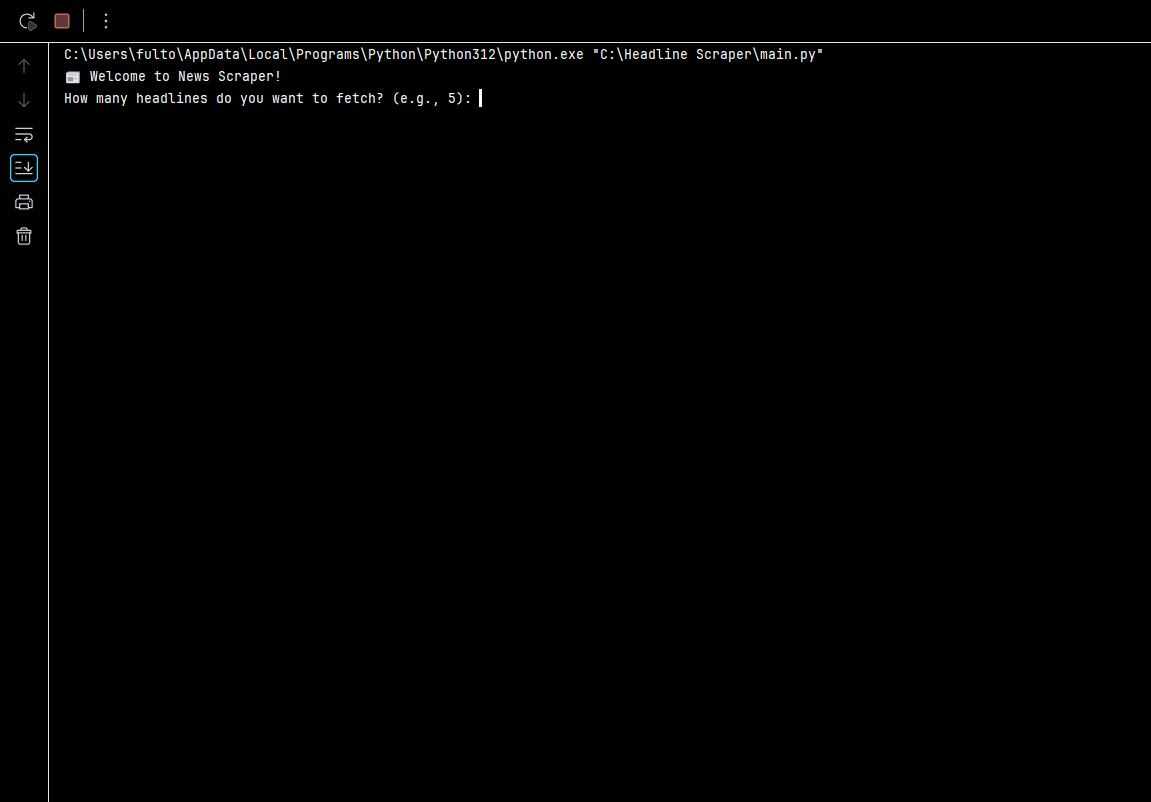 C:\Users\fulto\AppData\Local\Programs\Python\Python312\python.exe "C:\Headline Scraper\main.py"
📰 Welcome to News Scraper!
How many headlines do you want to fetch? (e.g., 5):